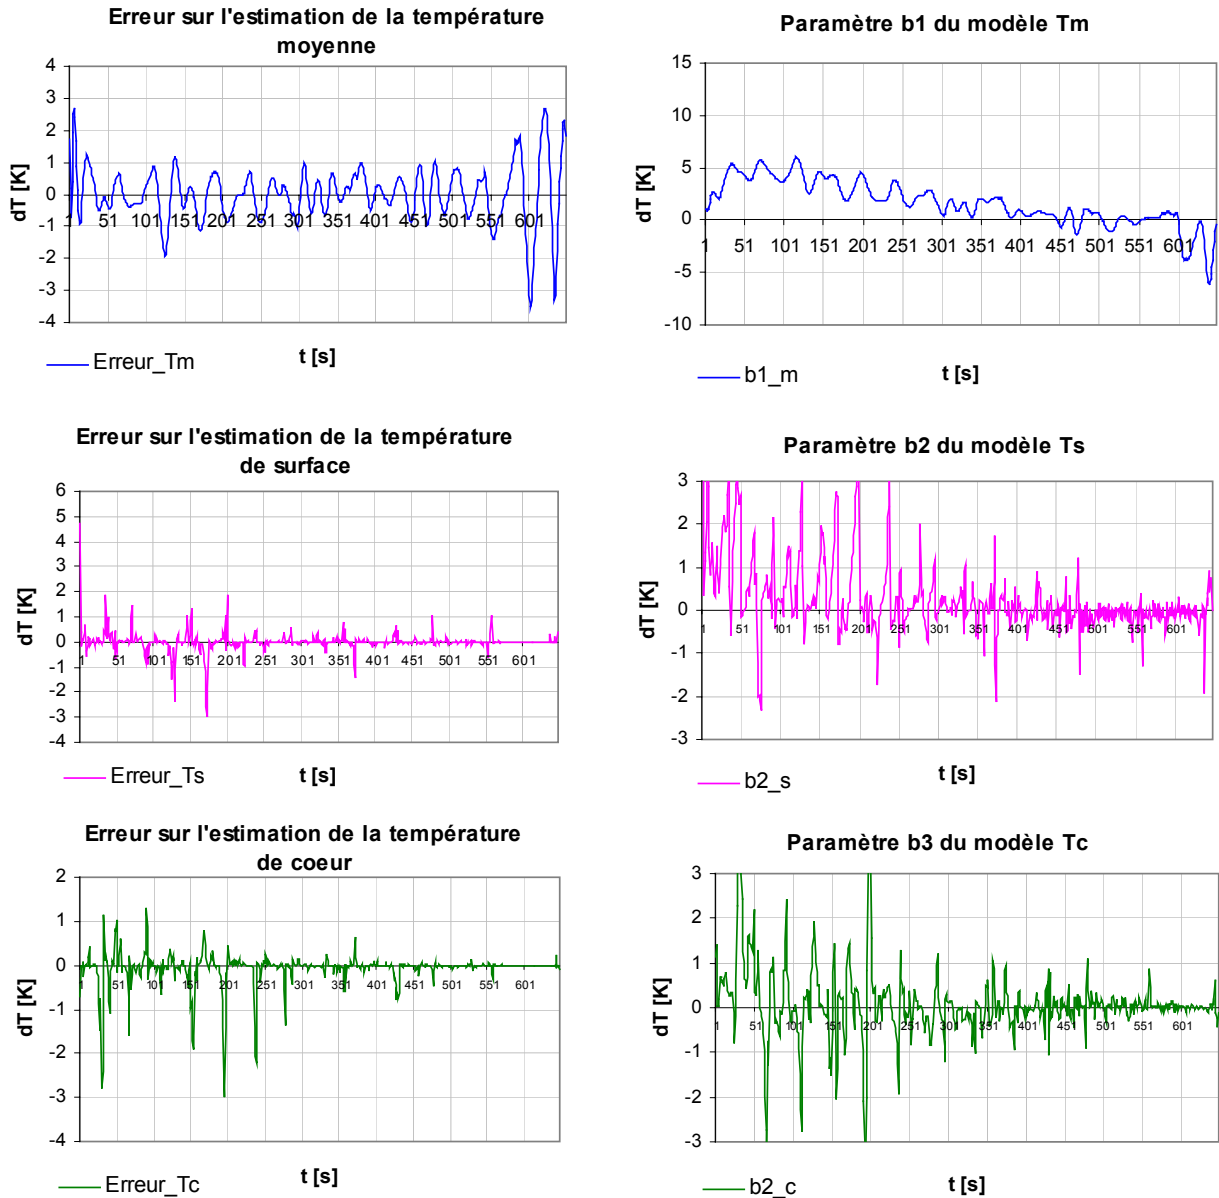 Erreur sur l'estimation de la température
moyenne
4
3
2
1
0
-1
-2
-3
-4
dT [K]
1 51 101 151 201 251 301 351 401 451 501 551 601
Erreur_Tm
t [s]
Paramètre b1 du modèle Tm
15
10
5
0
-5
-10
dT [K]
1 51 101 151 201 251 301 351 401 451 501 551 601
b1_m
t [s]
Erreur sur l'estimation de la température
de surface
6
5
4
3
2
1
0
-1
-2
-3
-4
dT [K]
1 51 101 151 201 251 301 351 401 451 501 551 601
Erreur_Ts
t [s]
Paramètre b2 du modèle Ts
3
2
1
0
-1
-2
-3
dT [K]
1 51 101 151 201 251 301 351 401 451 501 551 601
b2_s
t [s]
Erreur sur l'estimation de la température
de coeur
2
1
0
-1
-2
-3
-4
dT [K]
1 51 101 151 201 251 301 351 401 451 501 551 601
Erreur_Tc
t [s]
Paramètre b3 du modèle Tc
3
2
1
0
-1
-2
-3
dT [K]
1 51 101 151 201 251 301 351 401 451 501 551 601
b2_c
t [s]